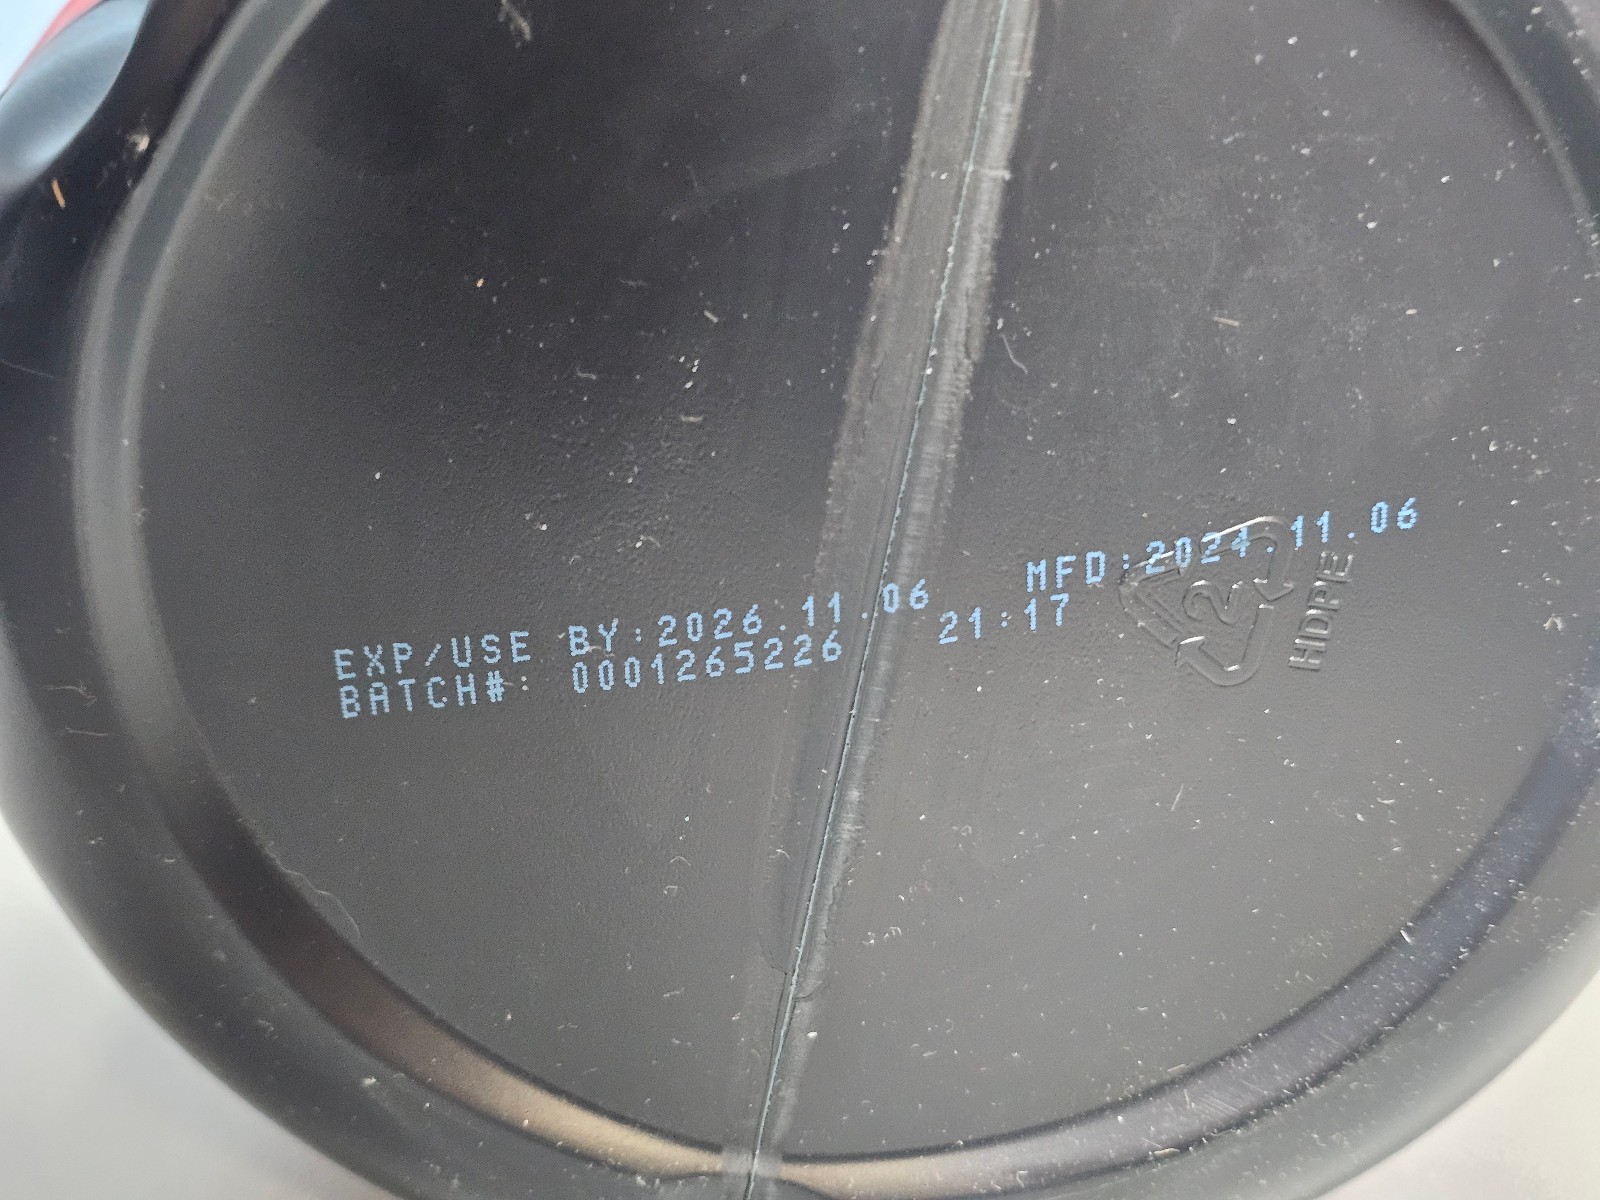 EXP/USE BY:2026.11.06 MFD:2024.11.06
BATCH#: 0001265226 21:17
2
HDPE